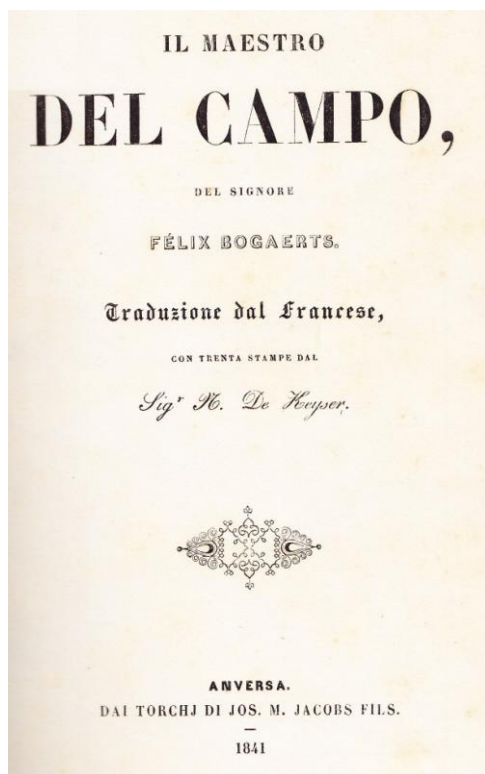 IL MAESTRO
DEL CAMPO,
DEL SIGNORE
FÉLIX BOGAERTS.
Traduzione dal Francese,
CON TRENTA STAMPE DAL
Sigr N. De Keyser.
ANVERSA.
DAI TORCHJ DI JOS. M. JACOBS FILS.
1841